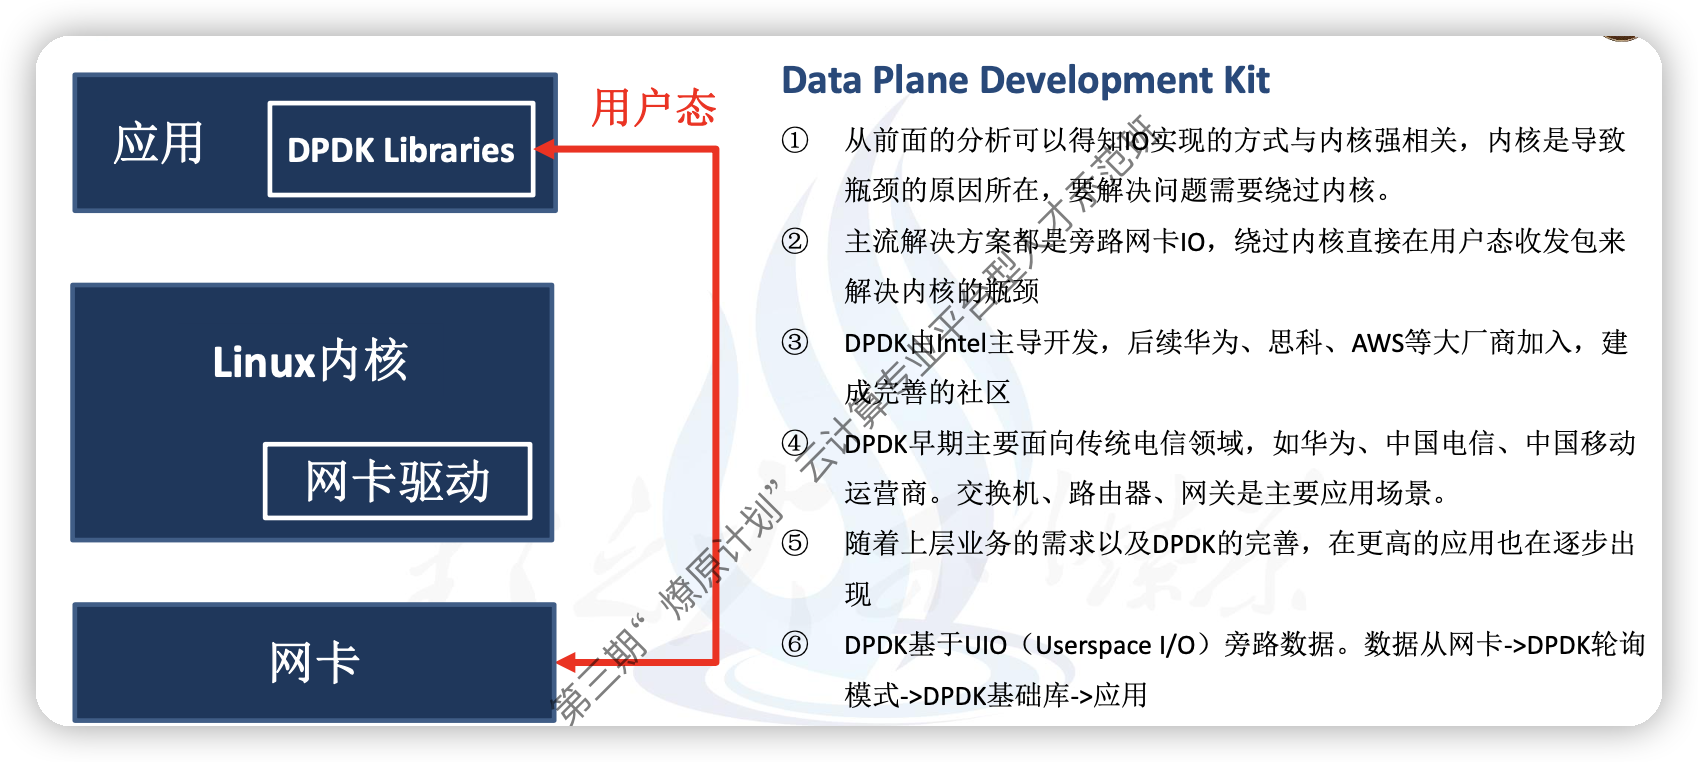 应用
DPDK Libraries
用户态
Linux内核
网卡驱动
网卡
Data Plane Development Kit
① 从前面的分析可以得知IO实现的方式与内核强相关，内核是导致
瓶颈的原因所在，要解决问题需要绕过内核。
② 主流解决方案都是旁路网卡IO，绕过内核直接在用户态收发包来
解决内核的瓶颈
③ DPDK由Intel主导开发，后续华为、思科、AWS等大厂商加入，建
成完善的社区
④ DPDK早期主要面向传统电信领域，如华为、中国电信、中国移动
运营商。交换机、路由器、网关是主要应用场景。
⑤ 随着上层业务的需求以及DPDK的完善，在更高的应用也在逐步出
现
⑥ DPDK基于UIO（Userspace I/O）旁路数据。数据从网卡->DPDK轮询
模式->DPDK基础库->应用
第三期“燎原计划” 云计算专业平台型人才示范班